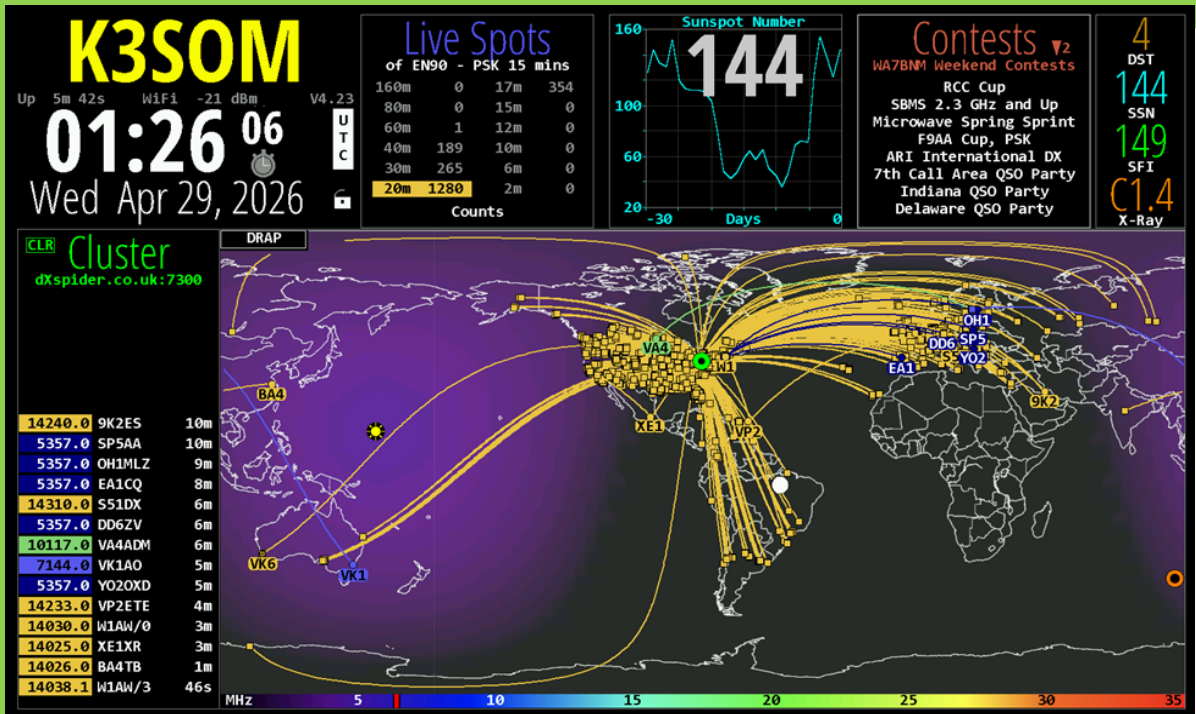 K3SOM
Up 5m 42s WiFi -21 dBm V4.23
01:26 06
UTC
Wed Apr 29, 2026
Live Spots
of EN90 - PSK 15 mins
160m 0 17m 354
80m 0 15m 0
60m 1 12m 0
40m 189 10m 0
30m 265 6m 0
20m 1280 2m 0
Counts
Sunspot Number
144
160
100
60
20
-30 Days 0
Contests ▼2
WA7BNM Weekend Contests
RCC Cup
SBMS 2.3 GHz and Up
Microwave Spring Sprint
F9AA Cup, PSK
ARI International DX
7th Call Area QSO Party
Indiana QSO Party
Delaware QSO Party
4
DST
144
SSN
149
SFI
C1.4
X-Ray
CLR Cluster
dxspider.co.uk:7300
14240.0 9K2ES 10m
5357.0 SP5AA 10m
5357.0 OH1MLZ 9m
5357.0 EA1CQ 8m
14310.0 S51DX 6m
5357.0 DD6ZV 6m
10117.0 VA4ADM 6m
7144.0 VK1AO 5m
5357.0 YO2OXD 5m
14233.0 VP2ETE 4m
14030.0 W1AW/0 3m
14025.0 XE1XR 3m
14026.0 BA4TB 1m
14038.1 W1AW/3 46s
DRAP
OH1
VA4
DD6
SP5
W1
YO2
EA1
BA4
9K2
XE1
VP2
VK6
VK1
MHz 5 10 15 20 25 30 35